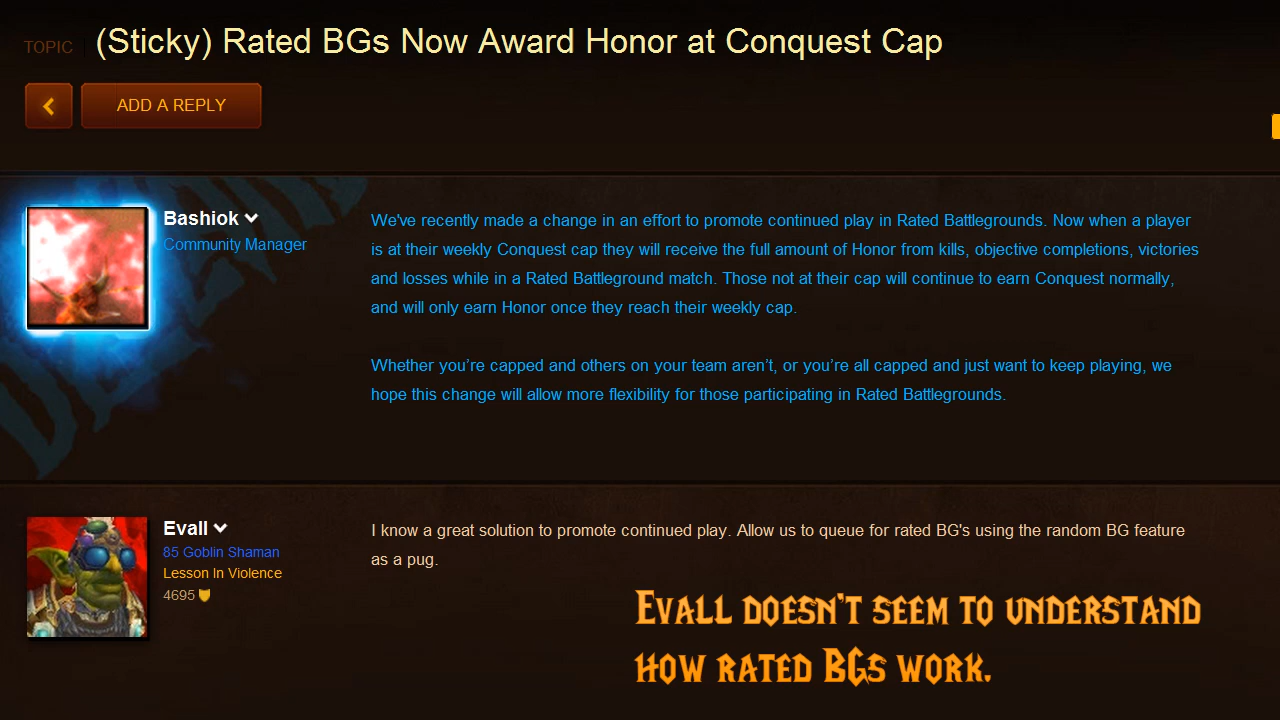 TOPIC (Sticky) Rated BGs Now Award Honor at Conquest Cap
ADD A REPLY
Bashiok
Community Manager
We've recently made a change in an effort to promote continued play in Rated Battlegrounds. Now when a player
is at their weekly Conquest cap they will receive the full amount of Honor from kills, objective completions, victories
and losses while in a Rated Battleground match. Those not at their cap will continue to earn Conquest normally,
and will only earn Honor once they reach their weekly cap.
Whether you’re capped and others on your team aren’t, or you’re all capped and just want to keep playing, we
hope this change will allow more flexibility for those participating in Rated Battlegrounds.
Evall
85 Goblin Shaman
Lesson In Violence
4695
I know a great solution to promote continued play. Allow us to queue for rated BG's using the random BG feature
as a pug.
Evall doesn't seem to understand
how rated BGs work.